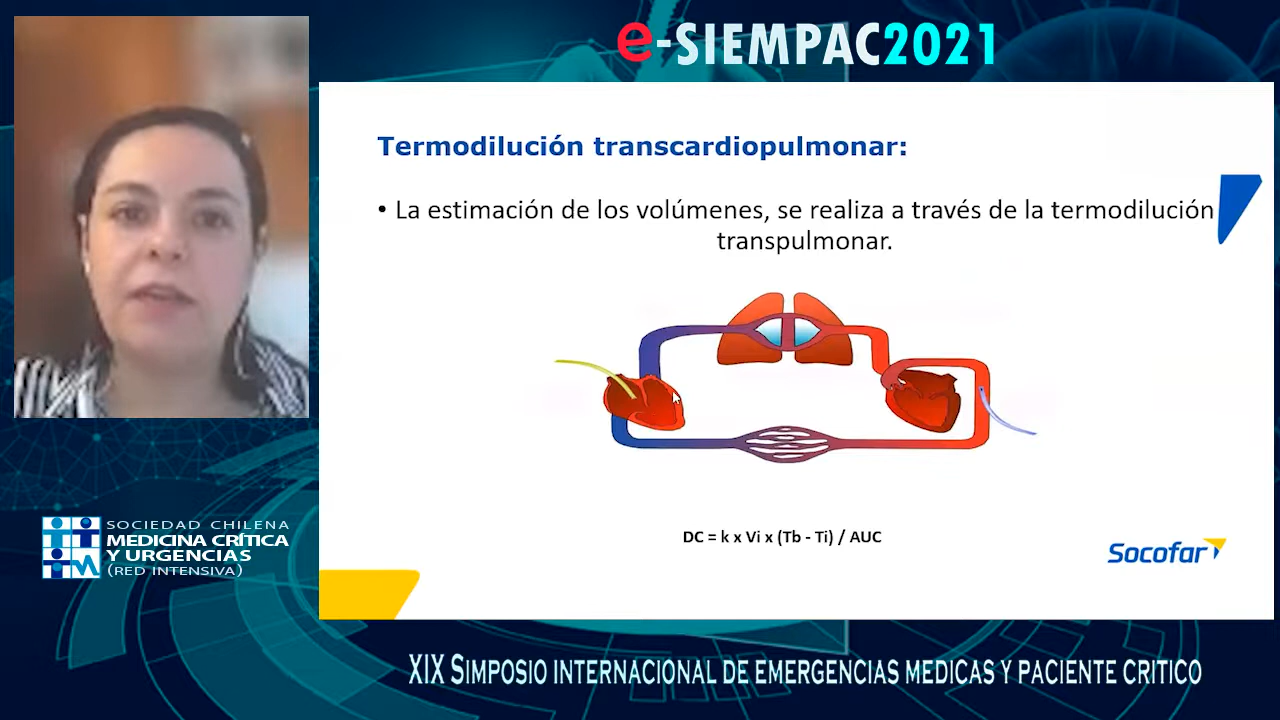 e-SIEMPAC2021
Termodilución transcardiopulmonar:
• La estimación de los volúmenes, se realiza a través de la termodilución
transpulmonar.
DC = k x Vi x (Tb - Ti) / AUC
Socofar
SOCIEDAD CHILENA
MEDICINA CRÍTICA
Y URGENCIAS
(RED INTENSIVA)
XIX SIMPOSIO INTERNACIONAL DE EMERGENCIAS MEDICAS Y PACIENTE CRITICO